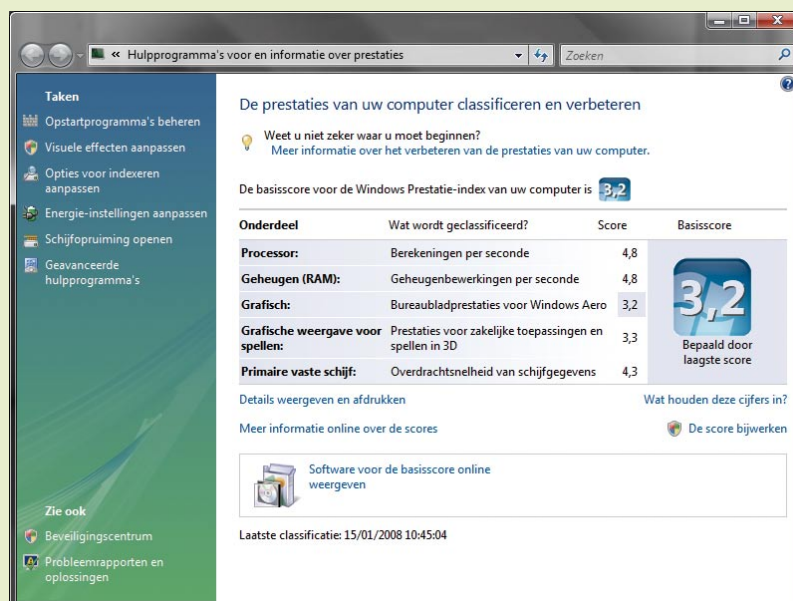 « Hulpprogramma's voor en informatie over prestaties
Zoeken
Taken
Opstartprogramma's beheren
Visuele effecten aanpassen
Opties voor indexeren
aanpassen
Energie-instellingen aanpassen
Schijfopruiming openen
Geavanceerde
hulpprogramma's
Zie ook
Beveiligingscentrum
Probleemrapporten en
oplossingen
De prestaties van uw computer classificeren en verbeteren
Weet u niet zeker waar u moet beginnen?
Meer informatie over het verbeteren van de prestaties van uw computer.
De basisscore voor de Windows Prestatie-index van uw computer is 3,2
Onderdeel Wat wordt geclassificeerd? Score Basisscore
Processor: Berekeningen per seconde 4,8
Geheugen (RAM): Geheugenbewerkingen per seconde 4,8
Grafisch: Bureaubladprestaties voor Windows Aero 3,2
Grafische weergave voor
spellen:
Prestaties voor zakelijke toepassingen en
spellen in 3D
3,3
Primaire vaste schijf: Overdrachtsnelheid van schijfgegevens 4,3
3,2
Bepaald door
laagste score
Details weergeven en afdrukken Wat houden deze cijfers in?
Meer informatie online over de scores De score bijwerken
Software voor de basisscore online
weergeven
Laatste classificatie: 15/01/2008 10:45:04